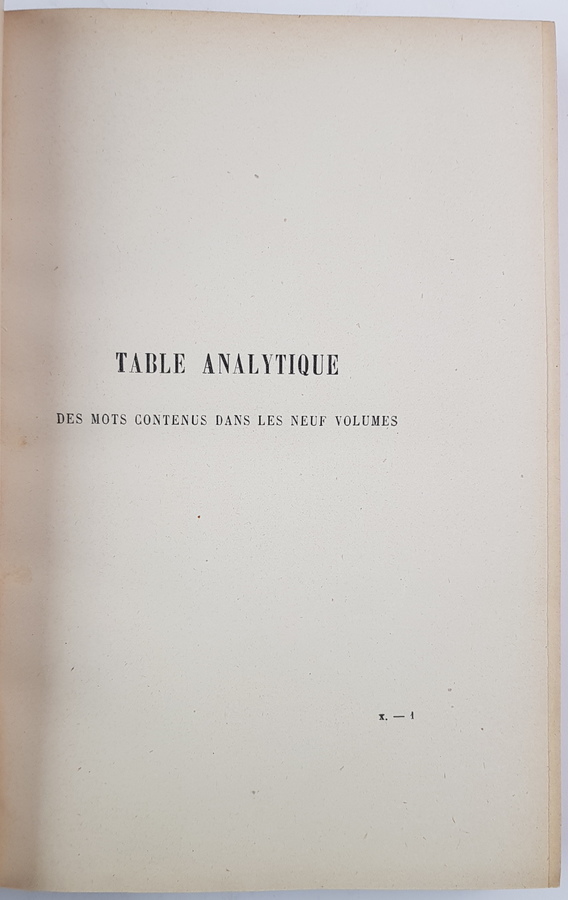 TABLE ANALYTIQUE
DES MOTS CONTENUS DANS LES NEUF VOLUMES
X. — 1